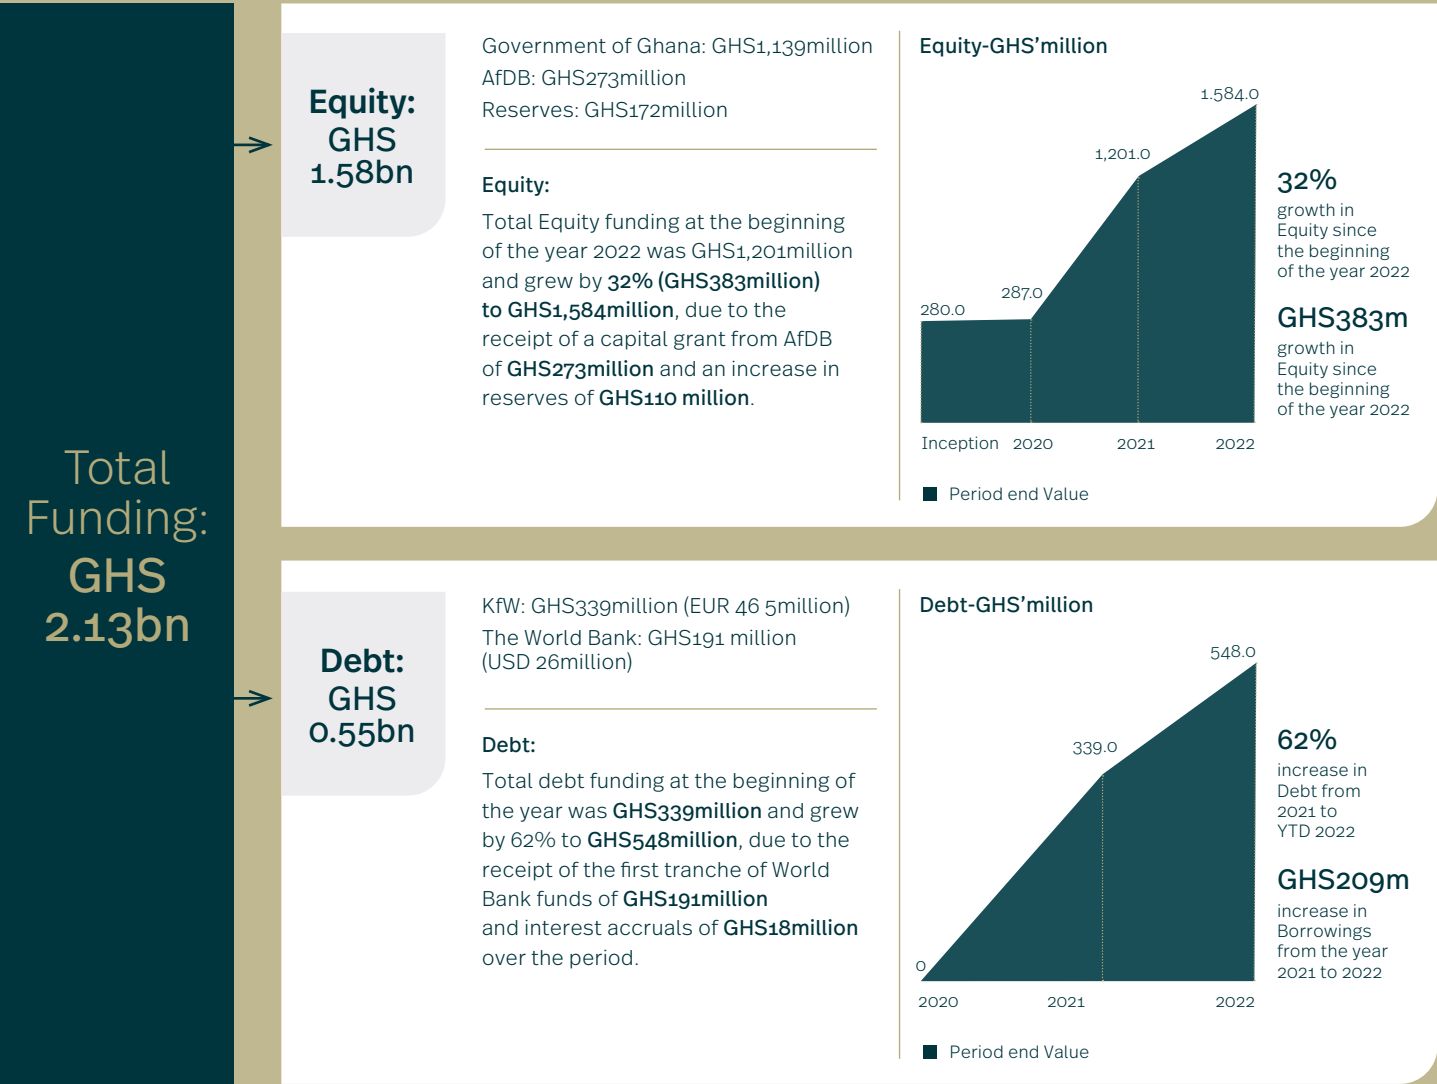 Total
Funding:
GHS
2.13bn
Equity:
GHS
1.58bn
Government of Ghana: GHS1,139million
AfDB: GHS273million
Reserves: GHS172million
Equity:
Total Equity funding at the beginning
of the year 2022 was GHS1,201million
and grew by 32% (GHS383million)
to GHS1,584million, due to the
receipt of a capital grant from AfDB
of GHS273million and an increase in
reserves of GHS110 million.
Equity-GHS’million
1.584.0
1,201.0
287.0
280.0
Inception 2020 2021 2022
Period end Value
32%
growth in
Equity since
the beginning
of the year 2022
GHS383m
growth in
Equity since
the beginning
of the year 2022
Debt:
GHS
0.55bn
KfW: GHS339million (EUR 46 5million)
The World Bank: GHS191 million
(USD 26million)
Debt:
Total debt funding at the beginning of
the year was GHS339million and grew
by 62% to GHS548million, due to the
receipt of the first tranche of World
Bank funds of GHS191million
and interest accruals of GHS18million
over the period.
Debt-GHS’million
548.0
339.0
0
2020 2021 2022
Period end Value
62%
increase in
Debt from
2021 to
YTD 2022
GHS209m
increase in
Borrowings
from the year
2021 to 2022